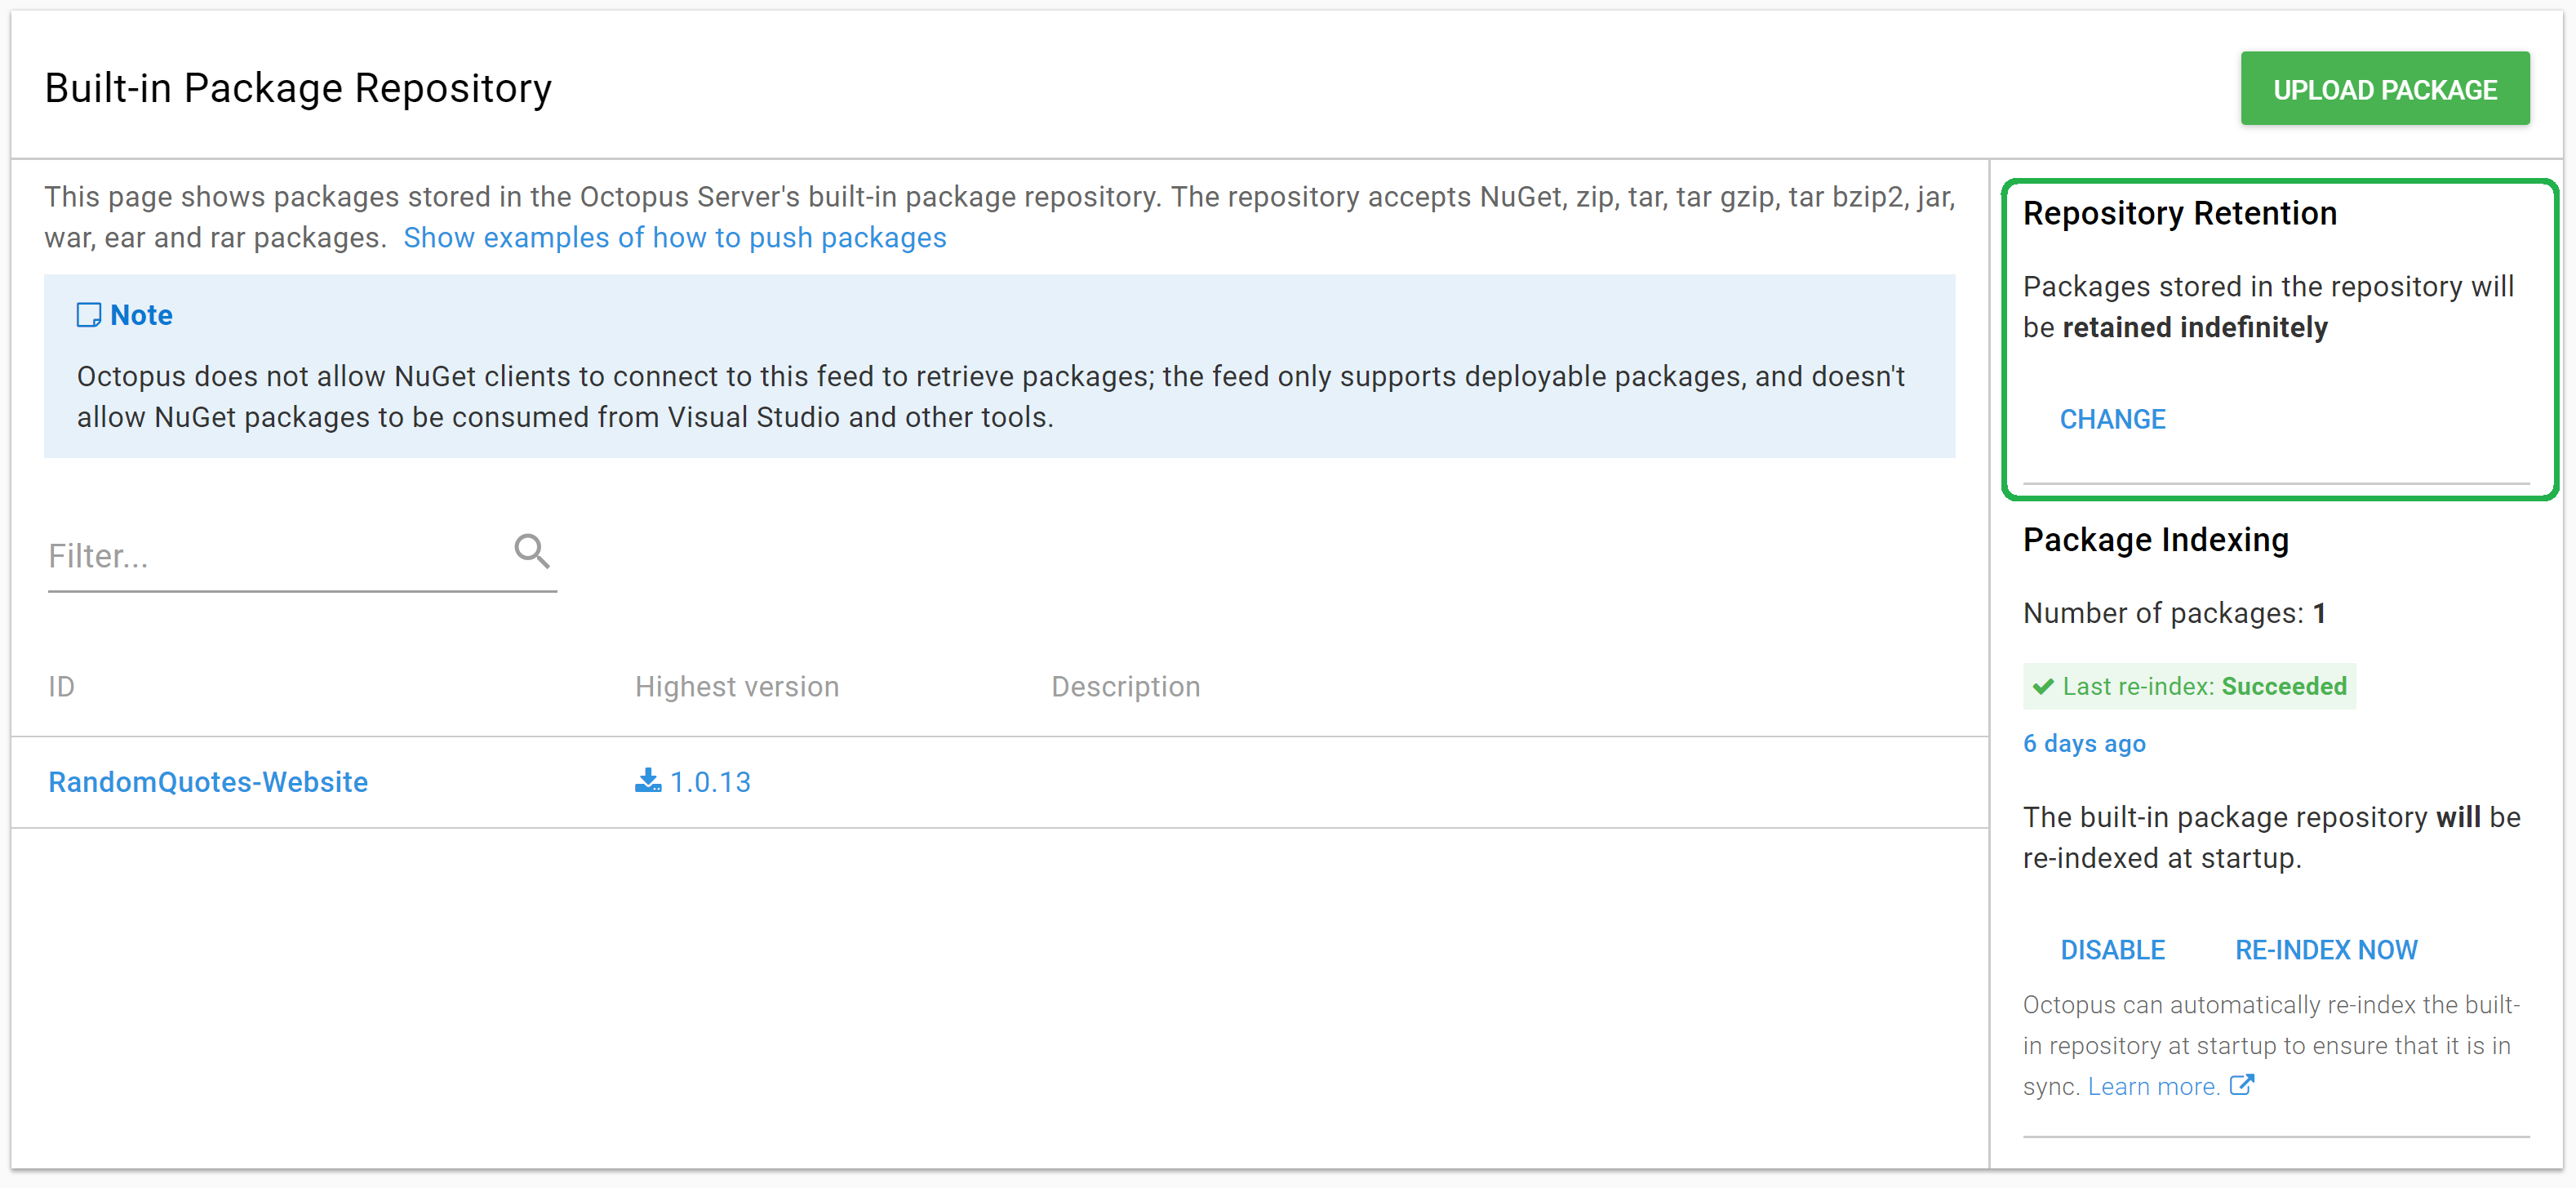 Built-in Package Repository
UPLOAD PACKAGE
This page shows packages stored in the Octopus Server's built-in package repository. The repository accepts NuGet, zip, tar, tar gzip, tar bzip2, jar,
war, ear and rar packages. Show examples of how to push packages
Note
Octopus does not allow NuGet clients to connect to this feed to retrieve packages; the feed only supports deployable packages, and doesn't
allow NuGet packages to be consumed from Visual Studio and other tools.
Filter...
ID Highest version Description
RandomQuotes-Website 1.0.13
Repository Retention
Packages stored in the repository will
be retained indefinitely
CHANGE
Package Indexing
Number of packages: 1
Last re-index: Succeeded
6 days ago
The built-in package repository will be
re-indexed at startup.
DISABLE RE-INDEX NOW
Octopus can automatically re-index the built-
in repository at startup to ensure that it is in
sync. Learn more.